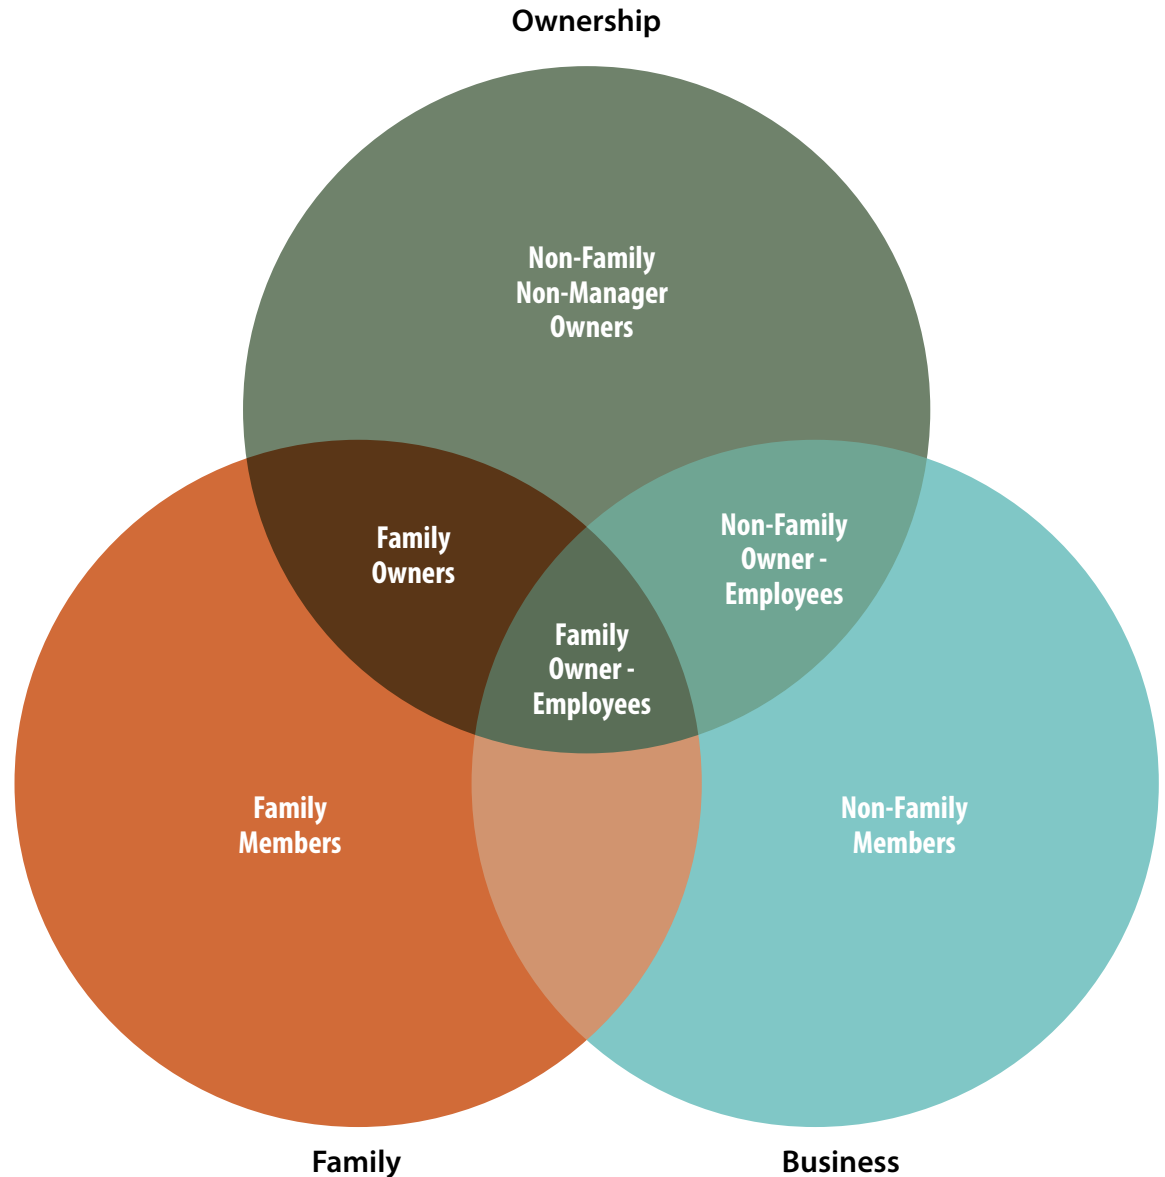 Ownership
Non-Family
Non-Manager
Owners
Family
Owners
Non-Family
Owner -
Employees
Family
Owner -
Employees
Family
Members
Non-Family
Members
Family
Business